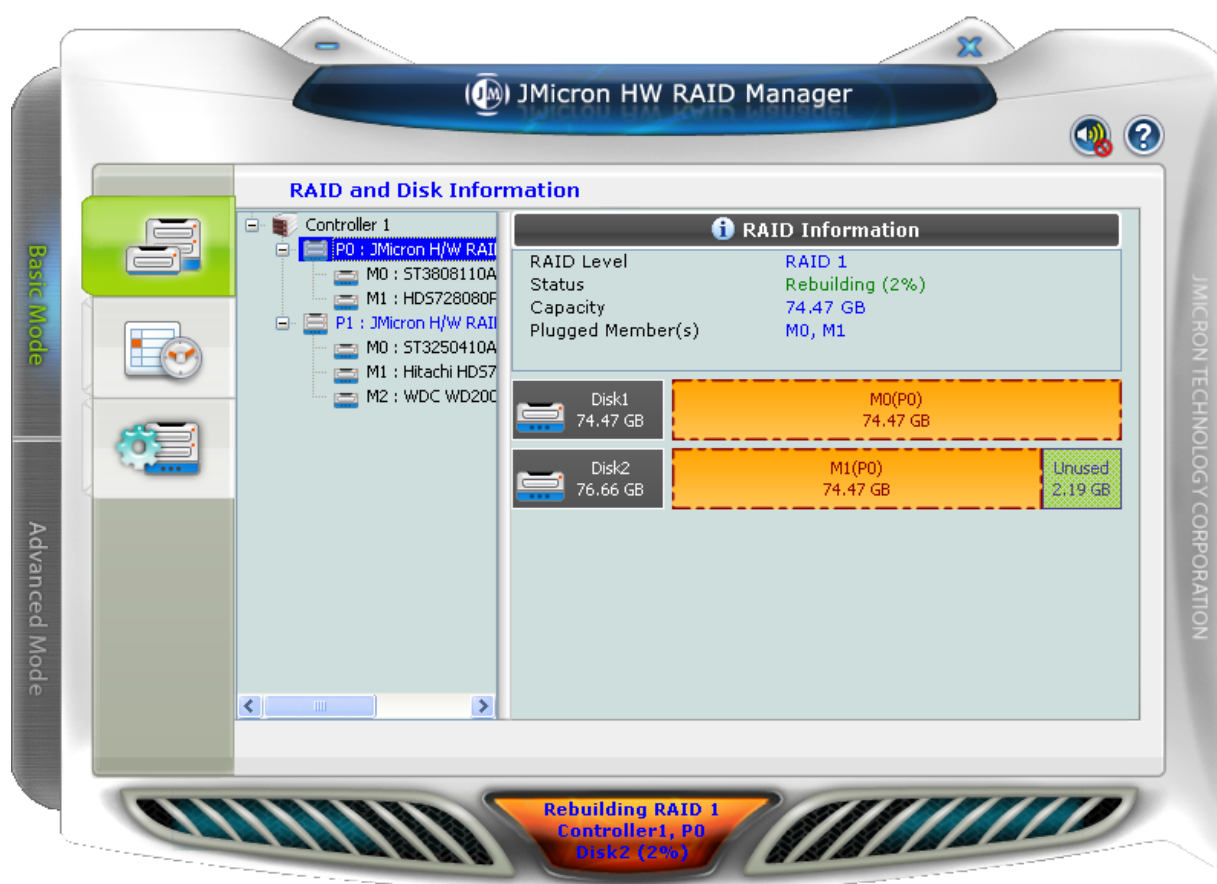 JMicron HW RAID Manager
RAID and Disk Information
Basic Mode
Advanced Mode
Controller 1
P0 : JMicron H/W RAI
M0 : ST3808110A
M1 : HDS728080P
P1 : JMicron H/W RAI
M0 : ST3250410A
M1 : Hitachi HDS7
M2 : WDC WD200
RAID Information
RAID Level RAID 1
Status Rebuilding (2%)
Capacity 74.47 GB
Plugged Member(s) M0, M1
Disk1
74.47 GB
M0(P0)
74.47 GB
Disk2
76.66 GB
M1(P0)
74.47 GB
Unused
2.19 GB
JMICRON TECHNOLOGY CORPORATION
Rebuilding RAID 1
Controller1, P0
Disk2 (2%)